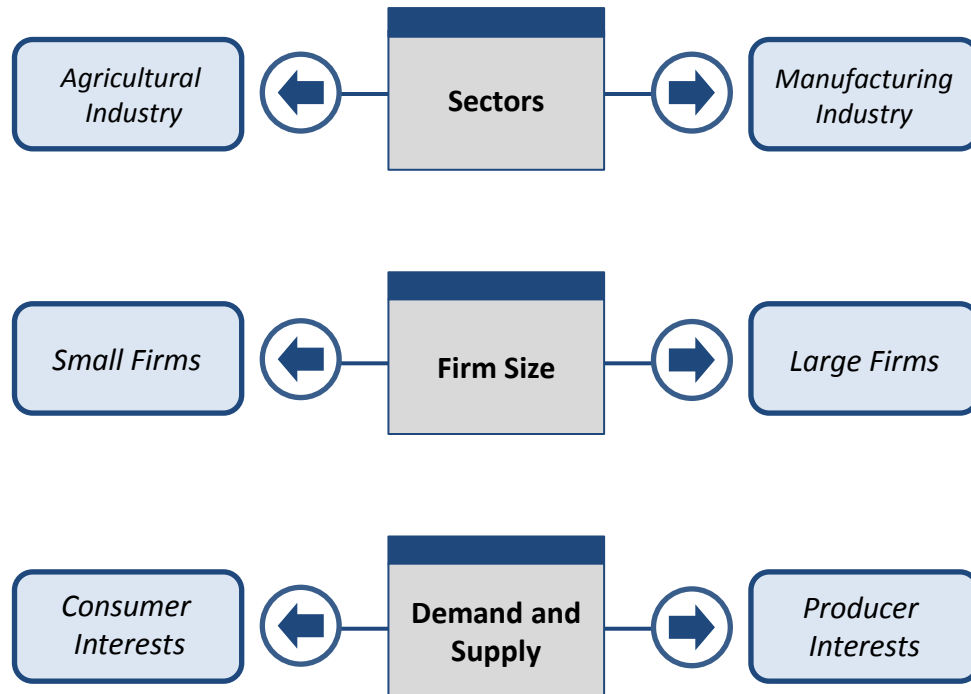 Agricultural
Industry
Sectors
Manufacturing
Industry
Small Firms
Firm Size
Large Firms
Consumer
Interests
Demand and
Supply
Producer
Interests